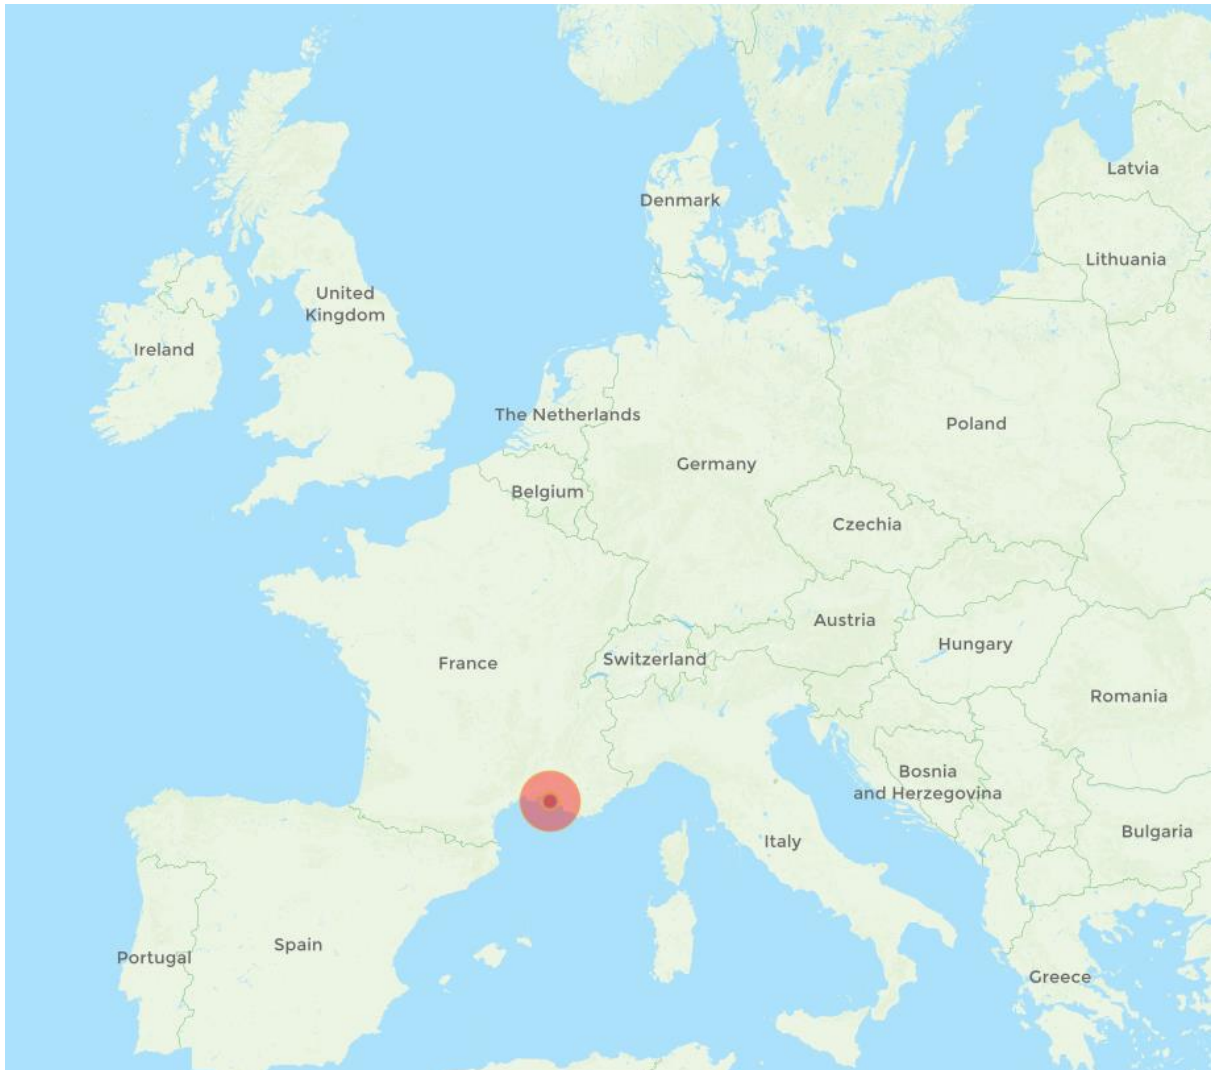 Latvia
Denmark
Lithuania
United
Kingdom
Ireland
The Netherlands
Poland
Germany
Belgium
Czechia
Austria
Hungary
Switzerland
France
Romania
Bosnia
and Herzegovina
Bulgaria
Italy
Spain
Portugal
Greece